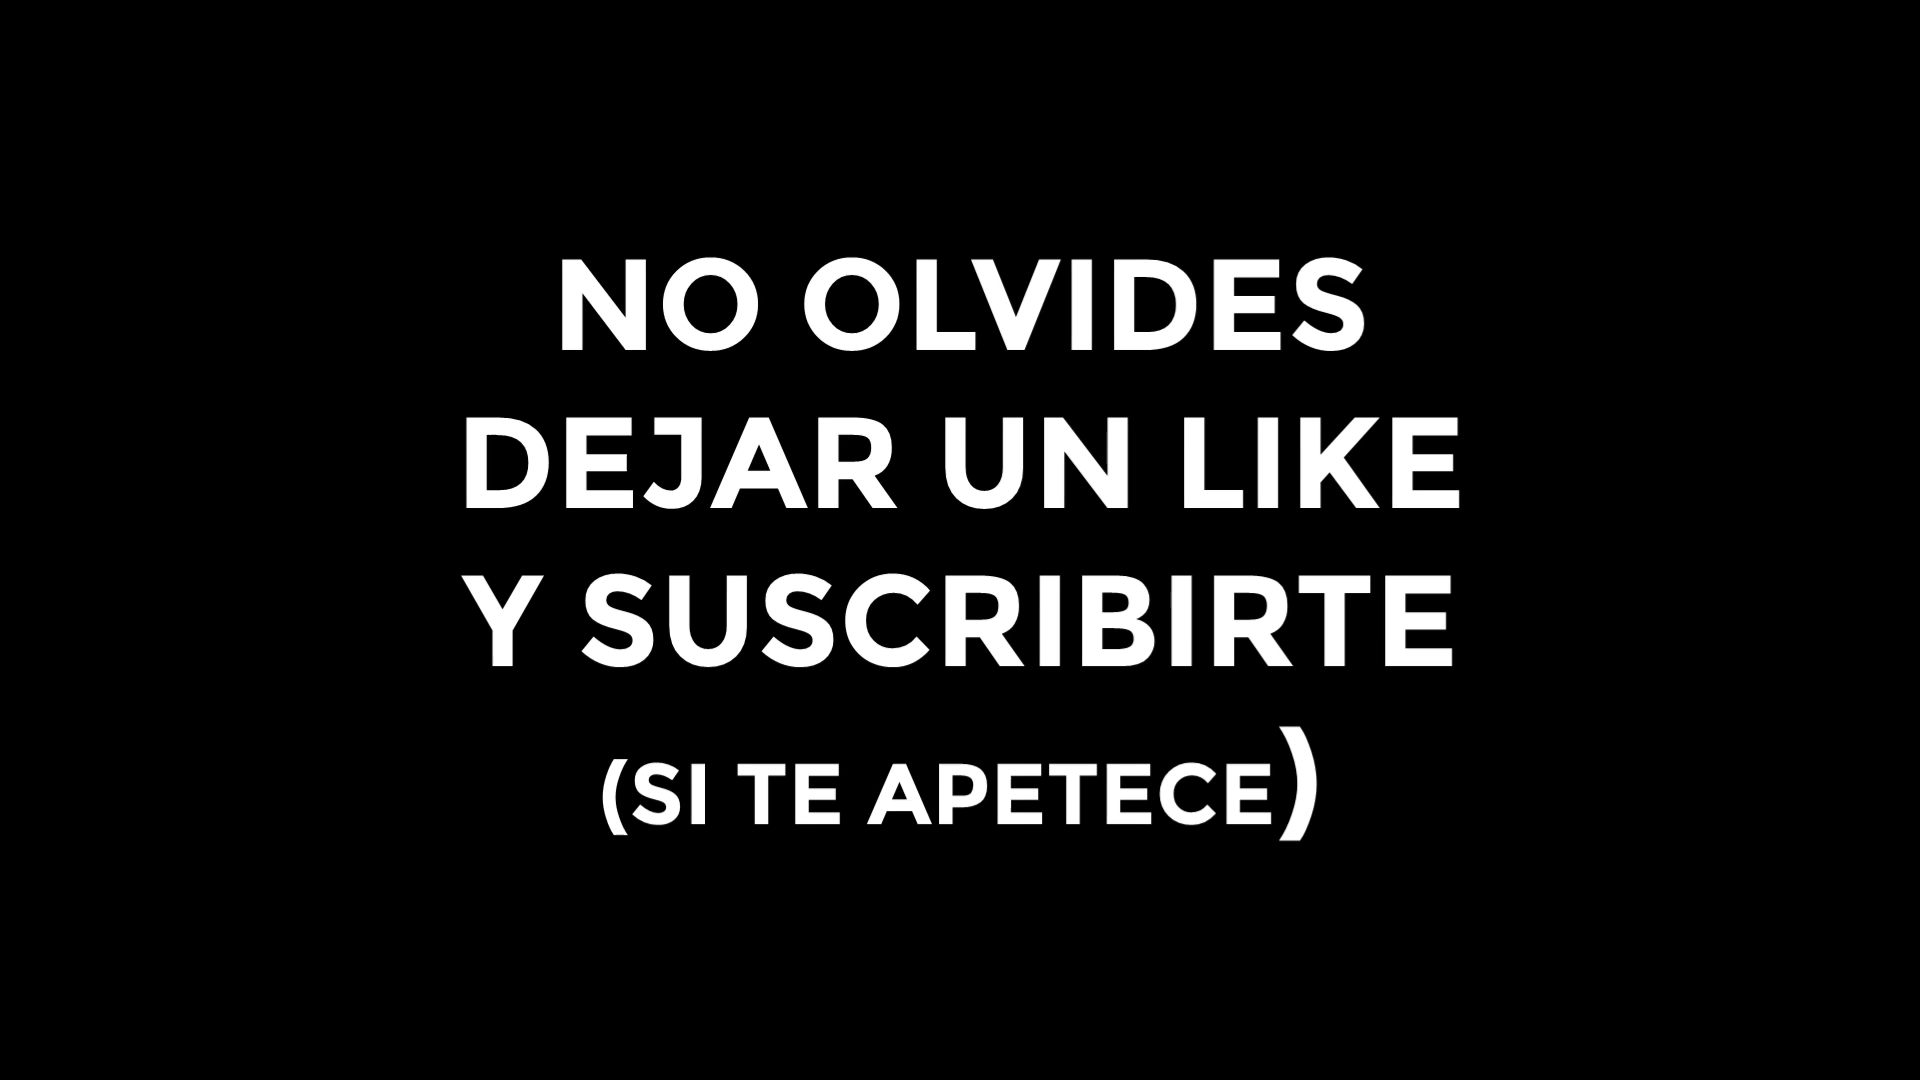 NO OLVIDES
DEJAR UN LIKE
Y SUSCRIBIRTE
(SI TE APETECE)